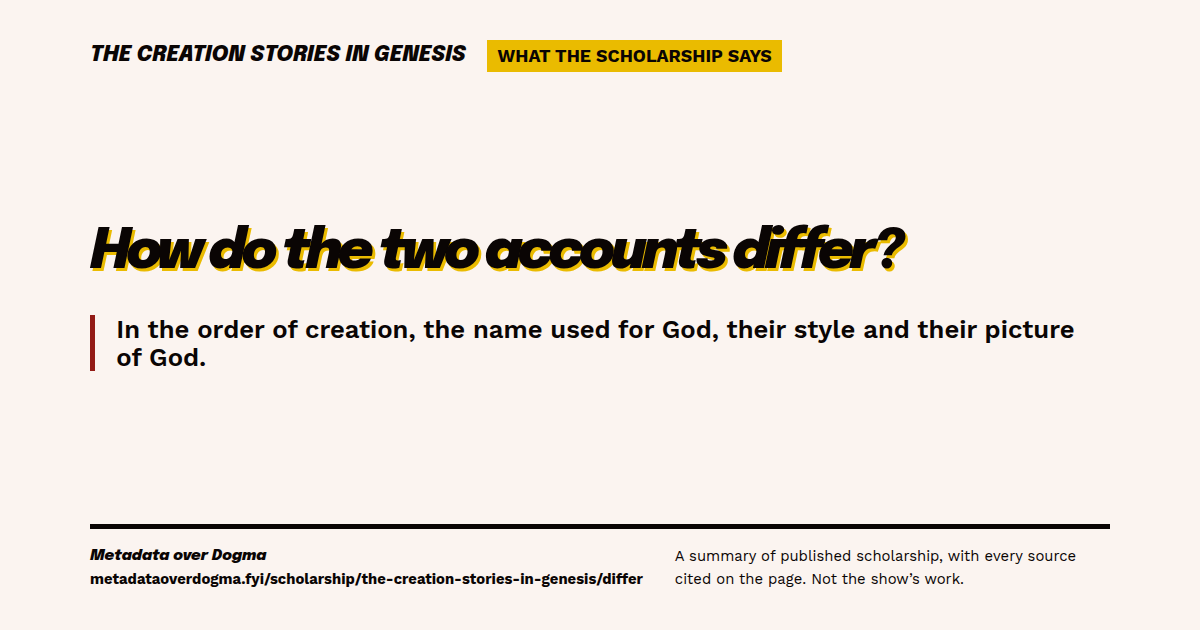 THE CREATION STORIES IN GENESIS
WHAT THE SCHOLARSHIP SAYS
How do the two accounts differ?
In the order of creation, the name used for God, their style and their picture
of God.
Metadata over Dogma
metadataoverdogma.fyi/scholarship/the-creation-stories-in-genesis/differ
A summary of published scholarship, with every source
cited on the page. Not the show’s work.